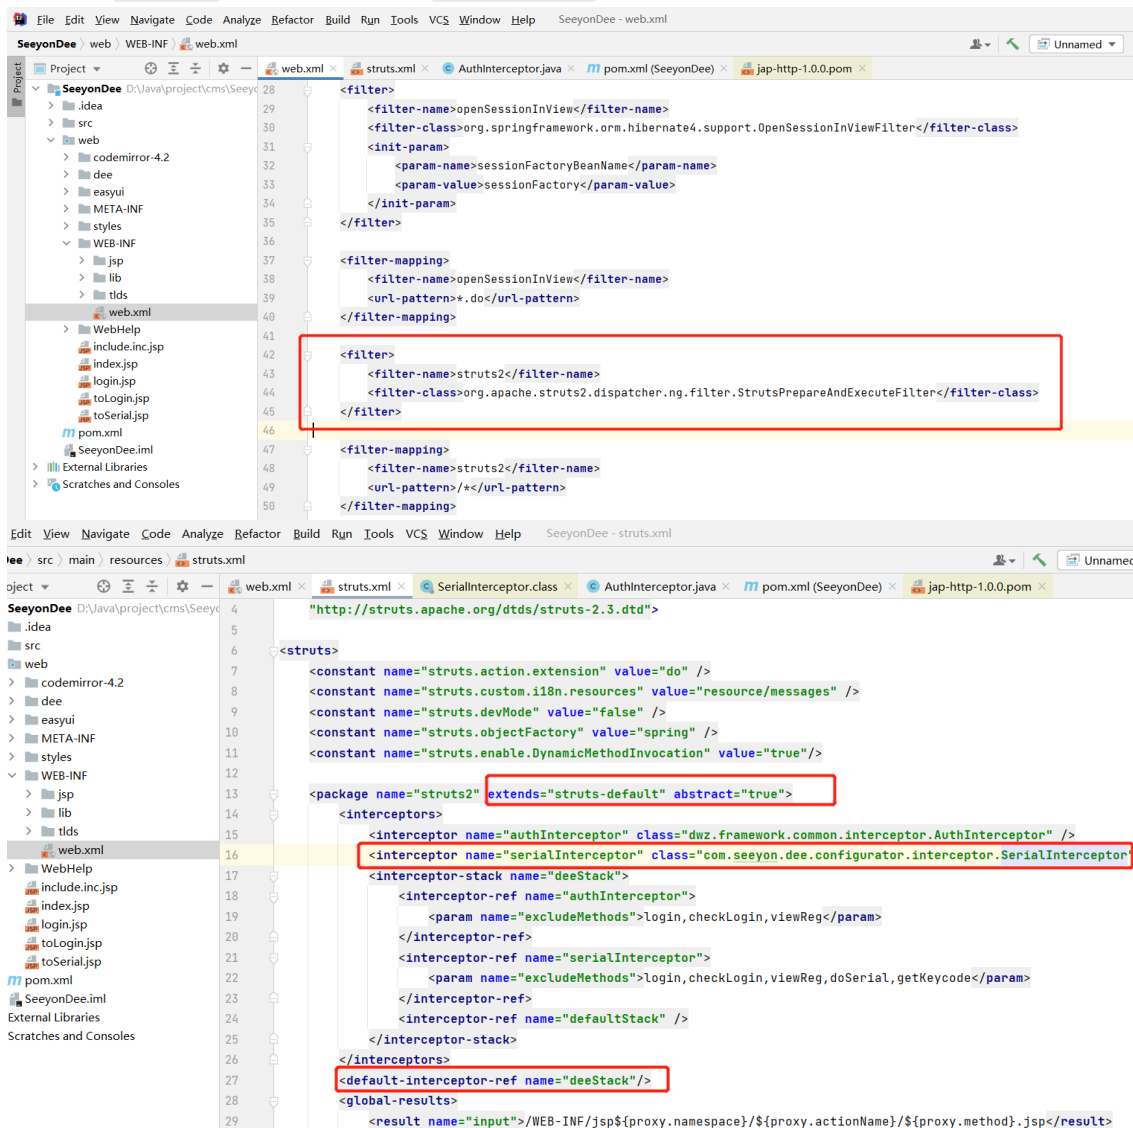 File Edit View Navigate Code Analyze Refactor Build Run Tools VCS Window Help SeeyonDee - web.xml
SeeyonDee web WEB-INF web.xml Unnamed
Project web.xml struts.xml AuthInterceptor.java pom.xml (SeeyonDee) jap-http-1.0.0.pom
Project
SeeyonDee D:\Java\project\cms\Seeyo
.idea
src
web
codemirror-4.2
dee
easyui
META-INF
styles
WEB-INF
jsp
lib
tlds
web.xml
WebHelp
include.inc.jsp
index.jsp
login.jsp
toLogin.jsp
toSerial.jsp
pom.xml
SeeyonDee.iml
External Libraries
Scratches and Consoles
28 <filter>
29 <filter-name>openSessionInView</filter-name>
30 <filter-class>org.springframework.orm.hibernate4.support.OpenSessionInViewFilter</filter-class>
31 <init-param>
32 <param-name>sessionFactoryBeanName</param-name>
33 <param-value>sessionFactory</param-value>
34 </init-param>
35 </filter>
36
37 <filter-mapping>
38 <filter-name>openSessionInView</filter-name>
39 <url-pattern>*.do</url-pattern>
40 </filter-mapping>
41
42 <filter>
43 <filter-name>struts2</filter-name>
44 <filter-class>org.apache.struts2.dispatcher.ng.filter.StrutsPrepareAndExecuteFilter</filter-class>
45 </filter>
46
47 <filter-mapping>
48 <filter-name>struts2</filter-name>
49 <url-pattern>/*</url-pattern>
50 </filter-mapping>
Edit View Navigate Code Analyze Refactor Build Run Tools VCS Window Help SeeyonDee - struts.xml
Dee src main resources struts.xml Unnamed
oject web.xml struts.xml SerialInterceptor.class AuthInterceptor.java pom.xml (SeeyonDee) jap-http-1.0.0.pom
SeeyonDee D:\Java\project\cms\Seeyo
.idea
src
web
codemirror-4.2
dee
easyui
META-INF
styles
WEB-INF
jsp
lib
tlds
web.xml
WebHelp
include.inc.jsp
index.jsp
login.jsp
toLogin.jsp
toSerial.jsp
pom.xml
SeeyonDee.iml
External Libraries
Scratches and Consoles
4 "http://struts.apache.org/dtds/struts-2.3.dtd">
5
6 <struts>
7 <constant name="struts.action.extension" value="do" />
8 <constant name="struts.custom.i18n.resources" value="resource/messages" />
9 <constant name="struts.devMode" value="false" />
10 <constant name="struts.objectFactory" value="spring" />
11 <constant name="struts.enable.DynamicMethodInvocation" value="true"/>
12
13 <package name="struts2" extends="struts-default" abstract="true">
14 <interceptors>
15 <interceptor name="authInterceptor" class="dwz.framework.common.interceptor.AuthInterceptor" />
16 <interceptor name="serialInterceptor" class="com.seeyon.dee.configurator.interceptor.SerialInterceptor"
17 <interceptor-stack name="deeStack">
18 <interceptor-ref name="authInterceptor">
19 <param name="excludeMethods">login,checkLogin,viewReg</param>
20 </interceptor-ref>
21 <interceptor-ref name="serialInterceptor">
22 <param name="excludeMethods">login,checkLogin,viewReg,doSerial,getKeycode</param>
23 </interceptor-ref>
24 <interceptor-ref name="defaultStack" />
25 </interceptor-stack>
26 </interceptors>
27 <default-interceptor-ref name="deeStack"/>
28 <global-results>
29 <result name="input">/WEB-INF/jsp${proxy.namespace}/${proxy.actionName}/${proxy.method}.jsp</result>